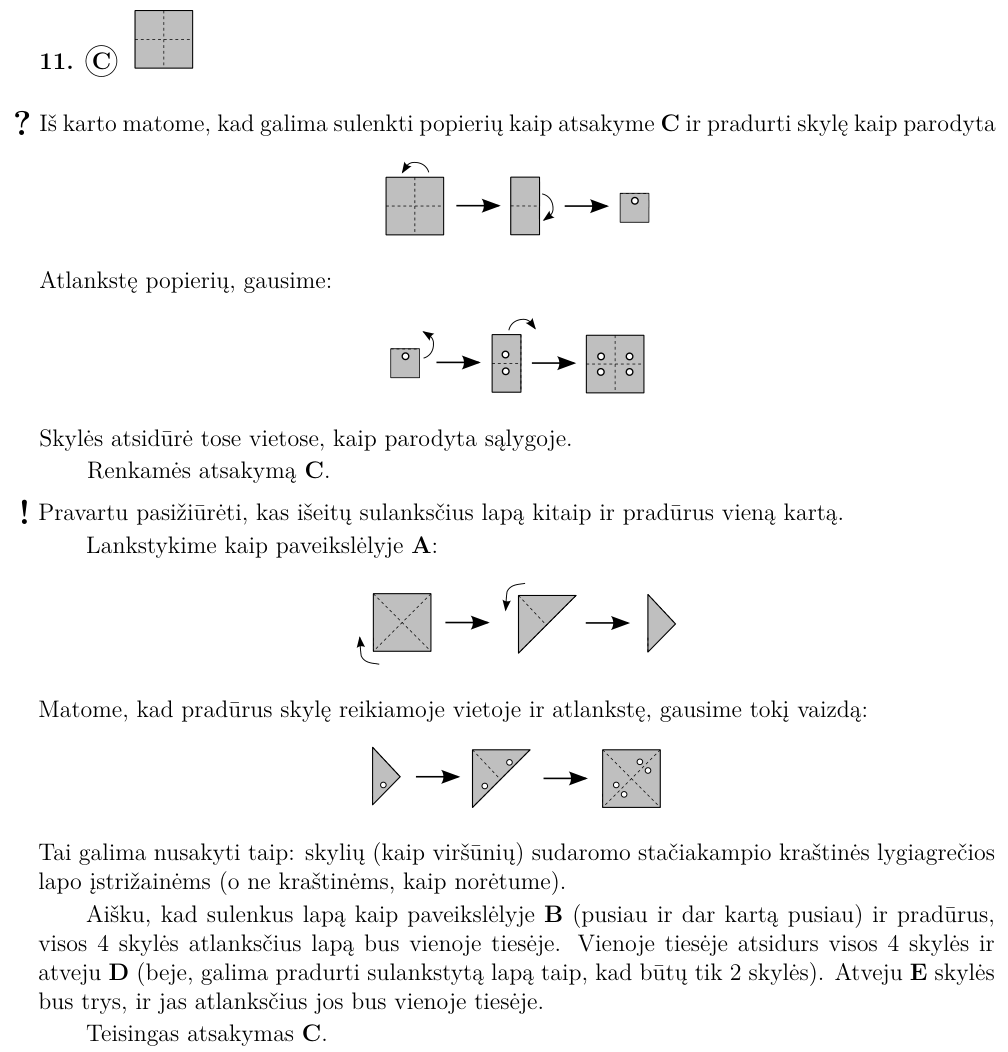 11. C
? Iš karto matome, kad galima sulenkti popierių kaip atsakyme C ir pradurti skylę kaip parodyta
Atlankstę popierių, gausime:
Skylės atsidūrė tose vietose, kaip parodyta sąlygoje.
Renkamės atsakymą C.
! Pravartu pasižiūrėti, kas išeitų sulanksčius lapą kitaip ir pradūrus vieną kartą.
Lankstykime kaip paveikslėlyje A:
Matome, kad pradūrus skylę reikiamoje vietoje ir atlankstę, gausime tokį vaizdą:
Tai galima nusakyti taip: skylių (kaip viršūnių) sudaromo stačiakampio kraštinės lygiagrečios
lapo įstrižainėms (o ne kraštinėms, kaip norėtume).
Aišku, kad sulenkus lapą kaip paveikslėlyje B (pusiau ir dar kartą pusiau) ir pradūrus,
visos 4 skylės atlanksčius lapą bus vienoje tiesėje. Vienoje tiesėje atsidurs visos 4 skylės ir
atveju D (beje, galima pradurti sulankstytą lapą taip, kad būtų tik 2 skylės). Atveju E skylės
bus trys, ir jas atlanksčius jos bus vienoje tiesėje.
Teisingas atsakymas C.